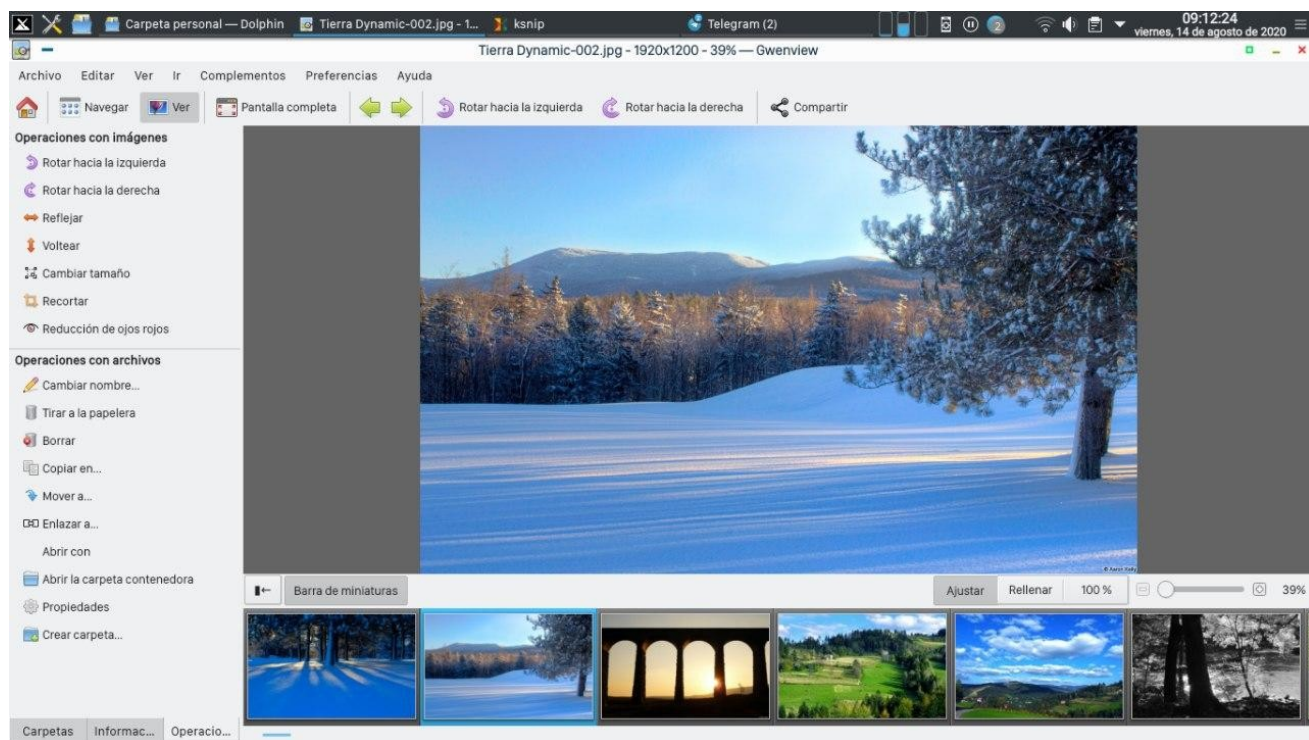 Carpeta personal — Dolphin
Tierra Dynamic-002.jpg - 1...
ksnip
Telegram (2)
2
09:12:24
viernes, 14 de agosto de 2020
Tierra Dynamic-002.jpg - 1920x1200 - 39% — Gwenview
Archivo Editar Ver Ir Complementos Preferencias Ayuda
Navegar Ver Pantalla completa Rotar hacia la izquierda Rotar hacia la derecha Compartir
Operaciones con imágenes
Rotar hacia la izquierda
Rotar hacia la derecha
Reflejar
Voltear
Cambiar tamaño
Recortar
Reducción de ojos rojos
Operaciones con archivos
Cambiar nombre...
Tirar a la papelera
Borrar
Copiar en...
Mover a...
Enlazar a...
Abrir con
Abrir la carpeta contenedora
Propiedades
Crear carpeta...
© Aaron Kelly
Barra de miniaturas Ajustar Rellenar 100 % 39%
Carpetas Informac... Operacio...